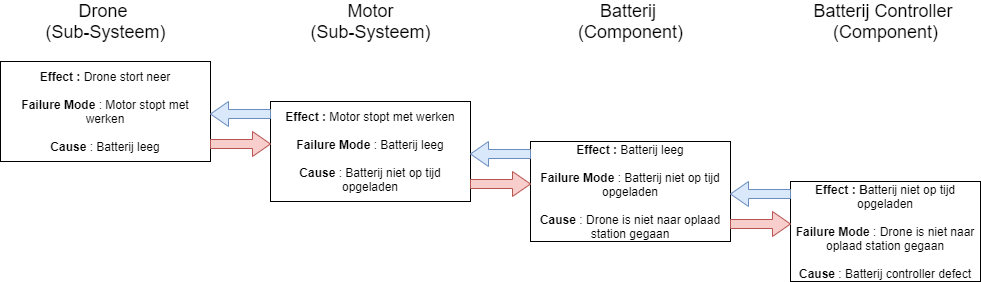 Drone
(Sub-Systeem)
Motor
(Sub-Systeem)
Batterij
(Component)
Batterij Controller
(Component)
Effect : Drone stort neer
Failure Mode : Motor stopt met
werken
Cause : Batterij leeg
Effect : Motor stopt met werken
Failure Mode : Batterij leeg
Cause : Batterij niet op tijd
opgeladen
Effect : Batterij leeg
Failure Mode : Batterij niet op tijd
opgeladen
Cause : Drone is niet naar oplaad
station gegaan
Effect : Batterij niet op tijd
opgeladen
Failure Mode : Drone is niet naar
oplaad station gegaan
Cause : Batterij controller defect